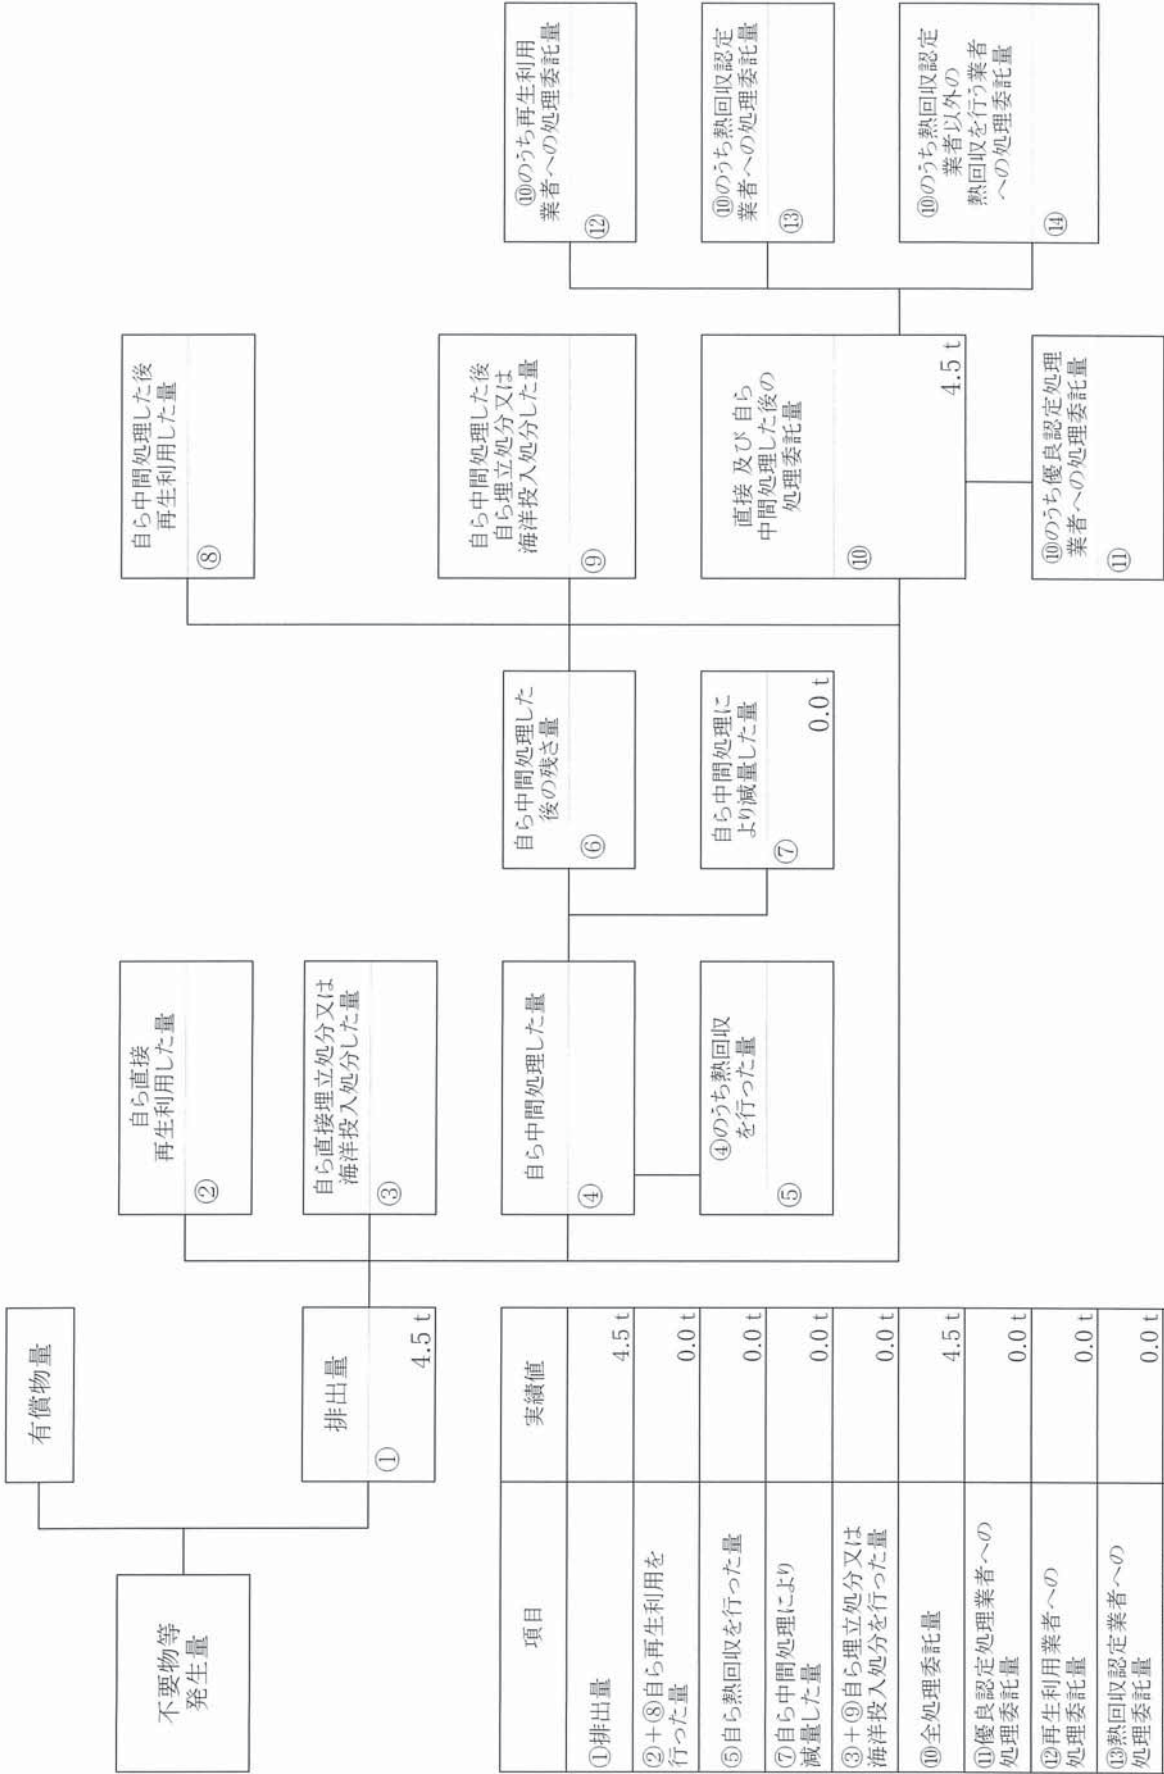 不要物等
発生量
有償物量
排出量
①
4.5 t
自ら直接
再生利用した量
②
自ら直接埋立処分又は
海洋投入処分した量
③
自ら中間処理した量
④
④のうち熱回収
を行った量
⑤
自ら中間処理した
後の残さ量
⑥
自ら中間処理に
より減量した量
⑦
0.0 t
自ら中間処理した後
再生利用した量
⑧
自ら中間処理した後
自ら埋立処分又は
海洋投入処分した量
⑨
直接 及び 自ら
中間処理した後の
処理委託量
⑩
4.5 t
⑩のうち優良認定処理
業者への処理委託量
⑪
⑩のうち再生利用
業者への処理委託量
⑫
⑩のうち熱回収認定
業者への処理委託量
⑬
⑩のうち熱回収認定
業者以外の
熱回収を行う業者
への処理委託量
⑭
項目 実績値
①排出量 4.5 t
②+⑧自ら再生利用を
行った量 0.0 t
⑤自ら熱回収を行った量 0.0 t
⑦自ら中間処理により
減量した量 0.0 t
③+⑨自ら埋立処分又は
海洋投入処分を行った量 0.0 t
⑩全処理委託量 4.5 t
⑪優良認定処理業者への
処理委託量 0.0 t
⑫再生利用業者への
処理委託量 0.0 t
⑬熱回収認定業者への
処理委託量 0.0 t